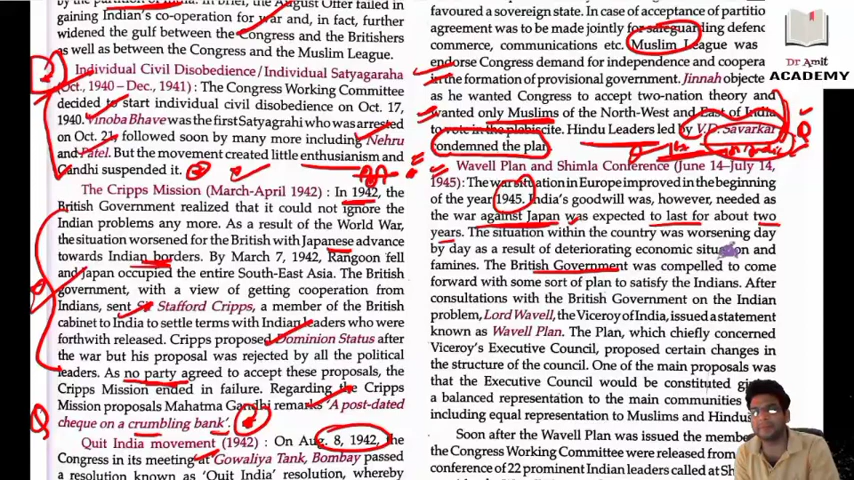 by the partition of India. In brief, the August Offer failed in
gaining Indian's co-operation for war and, in fact, further
widened the gulf between the Congress and the Britishers
as well as between the Congress and the Muslim League.
Individual Civil Disobedience/Individual Satyagaraha
(Oct., 1940–Dec., 1941) : The Congress Working Committee
decided to start individual civil disobedience on Oct. 17,
1940. Vinoba Bhave was the first Satyagrahi who was arrested
on Oct. 21, followed soon by many more including Nehru
and Patel. But the movement created little enthusiasm and
Gandhi suspended it.
The Cripps Mission (March-April 1942) : In 1942, the
British Government realized that it could not ignore the
Indian problems any more. As a result of the World War,
the situation worsened for the British with Japanese advance
towards Indian borders. By March 7, 1942, Rangoon fell
and Japan occupied the entire South-East Asia. The British
government, with a view of getting cooperation from
Indians, sent Sir Stafford Cripps, a member of the British
cabinet to India to settle terms with Indian leaders who were
forthwith released. Cripps proposed Dominion Status after
the war but his proposal was rejected by all the political
leaders. As no party agreed to accept these proposals, the
Cripps Mission ended in failure. Regarding the Cripps
Mission proposals Mahatma Gandhi remarks 'A post-dated
cheque on a crumbling bank'.
Quit India movement (1942) : On Aug. 8, 1942, the
Congress in its meeting at Gowaliya Tank, Bombay passed
a resolution known as 'Quit India' resolution, whereby
favoured a sovereign state. In case of acceptance of partitio
agreement was to be made jointly for safeguarding defenc
commerce, communications etc. Muslim League was
endorse Congress demand for independence and coopera
in the formation of provisional government. Jinnah objecte
as he wanted Congress to accept two-nation theory and
wanted only Muslims of the North-West and East of India
to vote in the plebiscite. Hindu Leaders led by V.D. Savarkar
condemned the plan
Wavell Plan and Shimla Conference (June 14–July 14,
1945) : The war situation in Europe improved in the beginning
of the year 1945. India's goodwill was, however, needed as
the war against Japan was expected to last for about two
years. The situation within the country was worsening day
by day as a result of deteriorating economic situation and
famines. The British Government was compelled to come
forward with some sort of plan to satisfy the Indians. After
consultations with the British Government on the Indian
problem, Lord Wavell, the Viceroy of India, issued a statement
known as Wavell Plan. The Plan, which chiefly concerned
Viceroy's Executive Council, proposed certain changes in
the structure of the council. One of the main proposals was
that the Executive Council would be constituted gi
a balanced representation to the main communities
including equal representation to Muslims and Hindus
Soon after the Wavell Plan was issued the membe
the Congress Working Committee were released from
conference of 22 prominent Indian leaders called at Sh
Dr Amit
ACADEMY